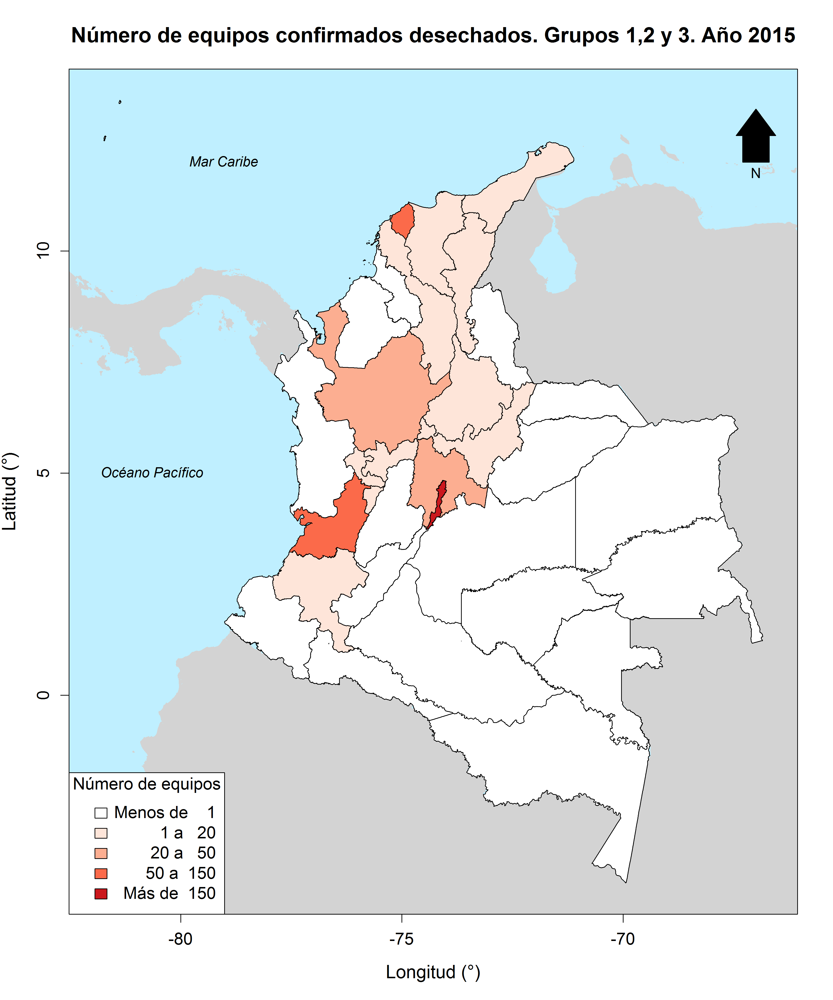 Número de equipos confirmados desechados. Grupos 1,2 y 3. Año 2015
Mar Caribe
N
Océano Pacífico
Latitud (°)
10
5
0
Número de equipos
Menos de 1
1 a 20
20 a 50
50 a 150
Más de 150
-80
-75
-70
Longitud (°)